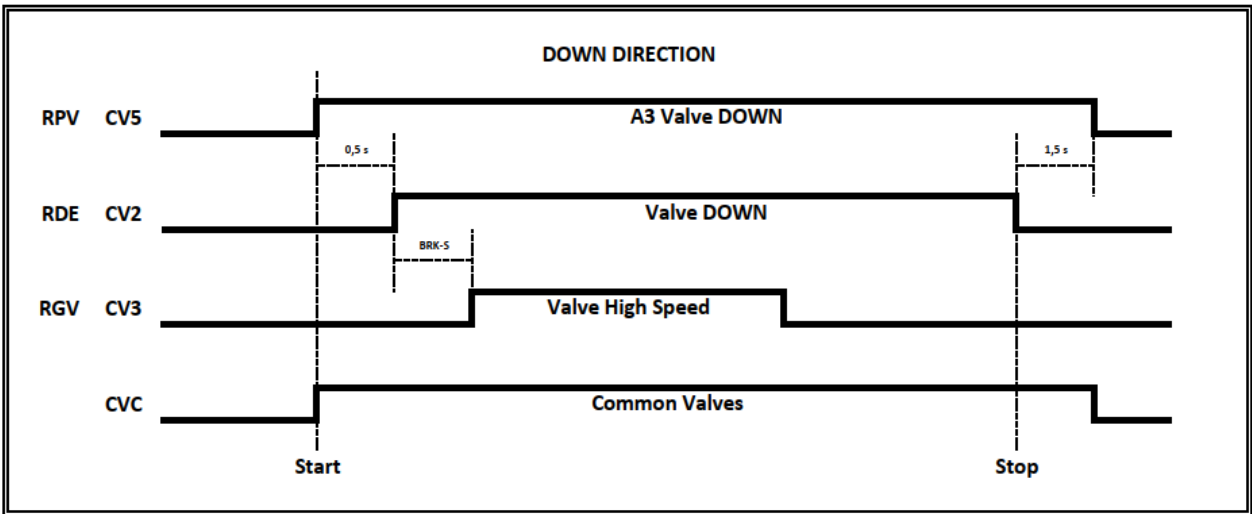 DOWN DIRECTION
RPV CV5 A3 Valve DOWN
0,5 s 1,5 s
RDE CV2 Valve DOWN
BRK-S
RGV CV3 Valve High Speed
CVC Common Valves
Start Stop